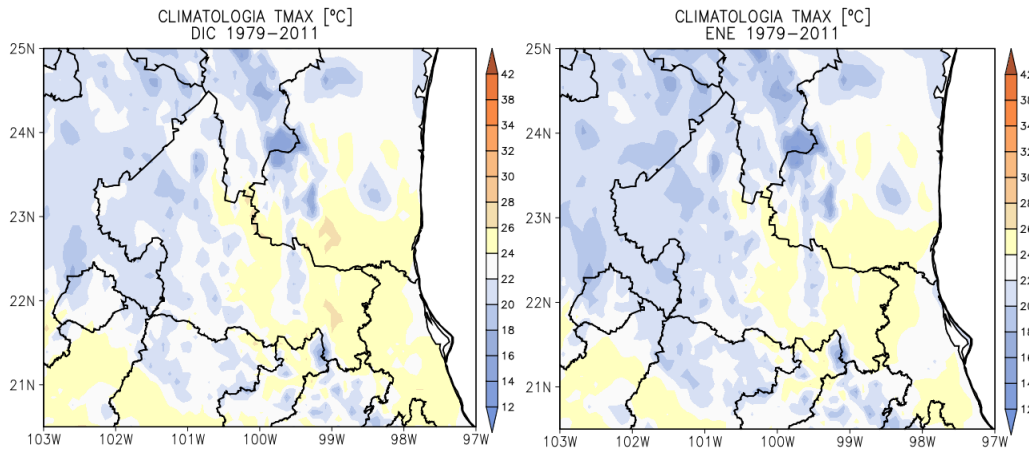 CLIMATOLOGIA TMAX [ºC]
DIC 1979-2011
25N
24N
23N
22N
21N
103W 102W 101W 100W 99W 98W 97W
42
38
34
32
30
28
26
24
22
20
18
16
14
12
CLIMATOLOGIA TMAX [ºC]
ENE 1979-2011
25N
24N
23N
22N
21N
103W 102W 101W 100W 99W 98W 97W